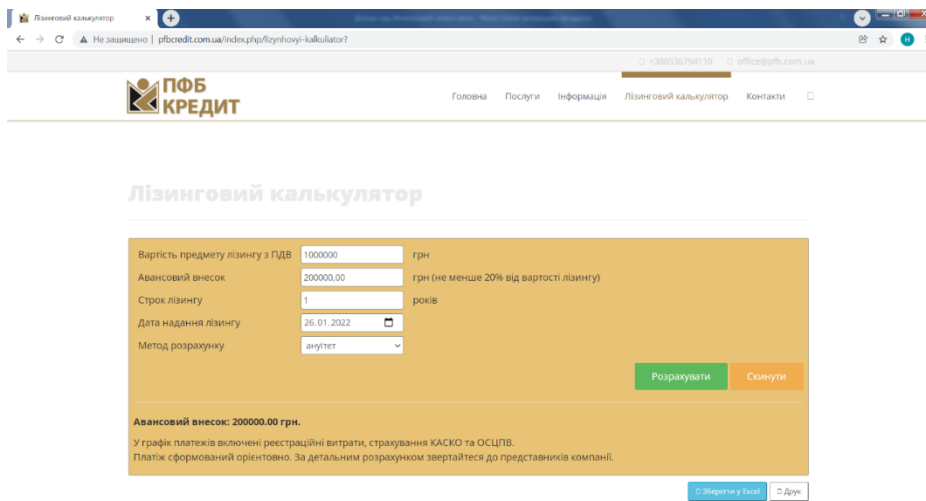 Лізинговий калькулятор
Не защищено | pfbcredit.com.ua/index.php/lizynhovyi-kalkuliator?
+380536794110 office@pfb.com.ua
ПФБ
КРЕДИТ
Головна Послуги Інформація Лізинговий калькулятор Контакти
Лізинговий калькулятор
Вартість предмету лізингу з ПДВ 1000000 грн
Авансовий внесок 200000,00 грн (не менше 20% від вартості лізингу)
Строк лізингу 1 років
Дата надання лізингу 26.01.2022
Метод розрахунку ануїтет
Розрахувати Скинути
Авансовий внесок: 200000.00 грн.
У графік платежів включені реєстраційні витрати, страхування КАСКО та ОСЦПВ.
Платіж сформований орієнтовно. За детальним розрахунком звертайтеся до представників компанії.
Зберегти у Excel Друк